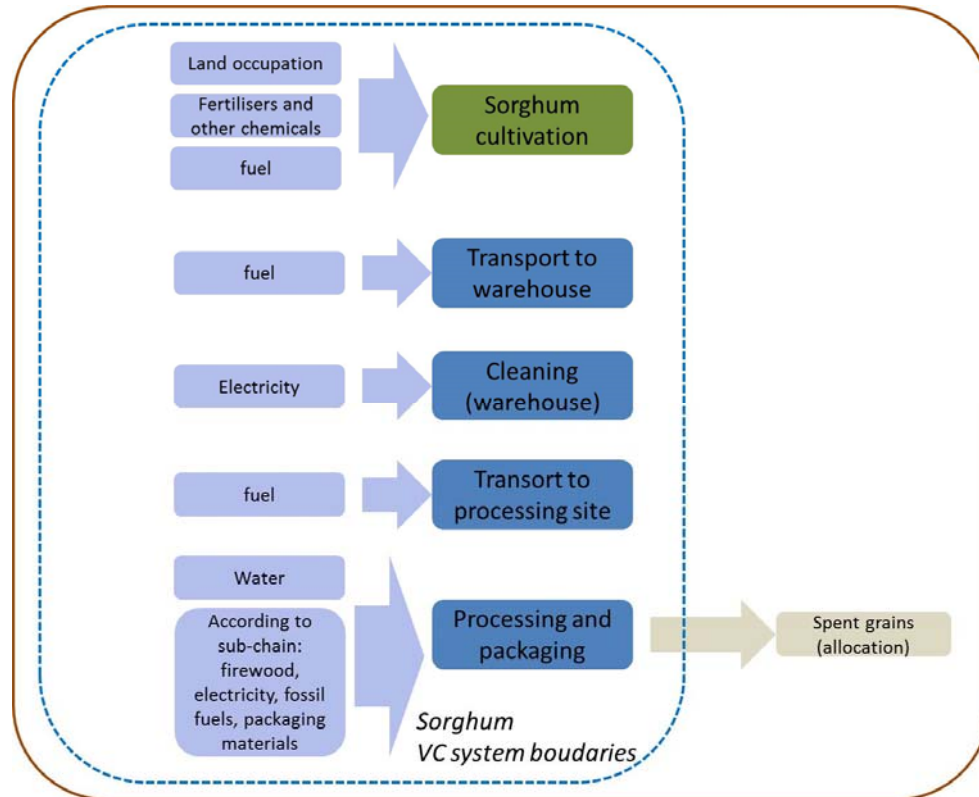 Land occupation
Fertilisers and
other chemicals
fuel
Sorghum
cultivation
fuel
Transport to
warehouse
Electricity
Cleaning
(warehouse)
fuel
Transort to
processing site
Water
According to
sub-chain:
firewood,
electricity, fossil
fuels, packaging
materials
Processing and
packaging
Spent grains
(allocation)
Sorghum
VC system boudaries